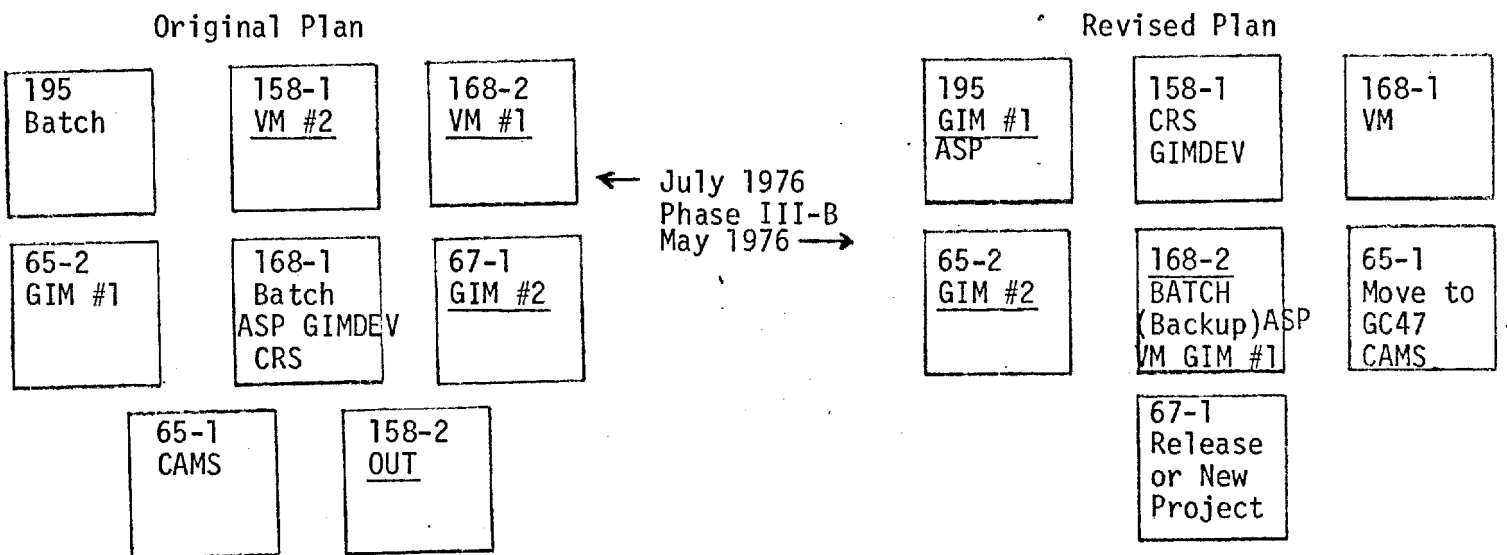 Original Plan
195
Batch
158-1
VM #2
168-2
VM #1
65-2
GIM #1
168-1
Batch
ASP GIMDEV
CRS
67-1
GIM #2
65-1
CAMS
158-2
OUT
← July 1976
Phase III-B
May 1976 →
Revised Plan
195
GIM #1
ASP
158-1
CRS
GIMDEV
168-1
VM
65-2
GIM #2
168-2
BATCH
(Backup)ASP
VM GIM #1
65-1
Move to
GC47
CAMS
67-1
Release
or New
Project